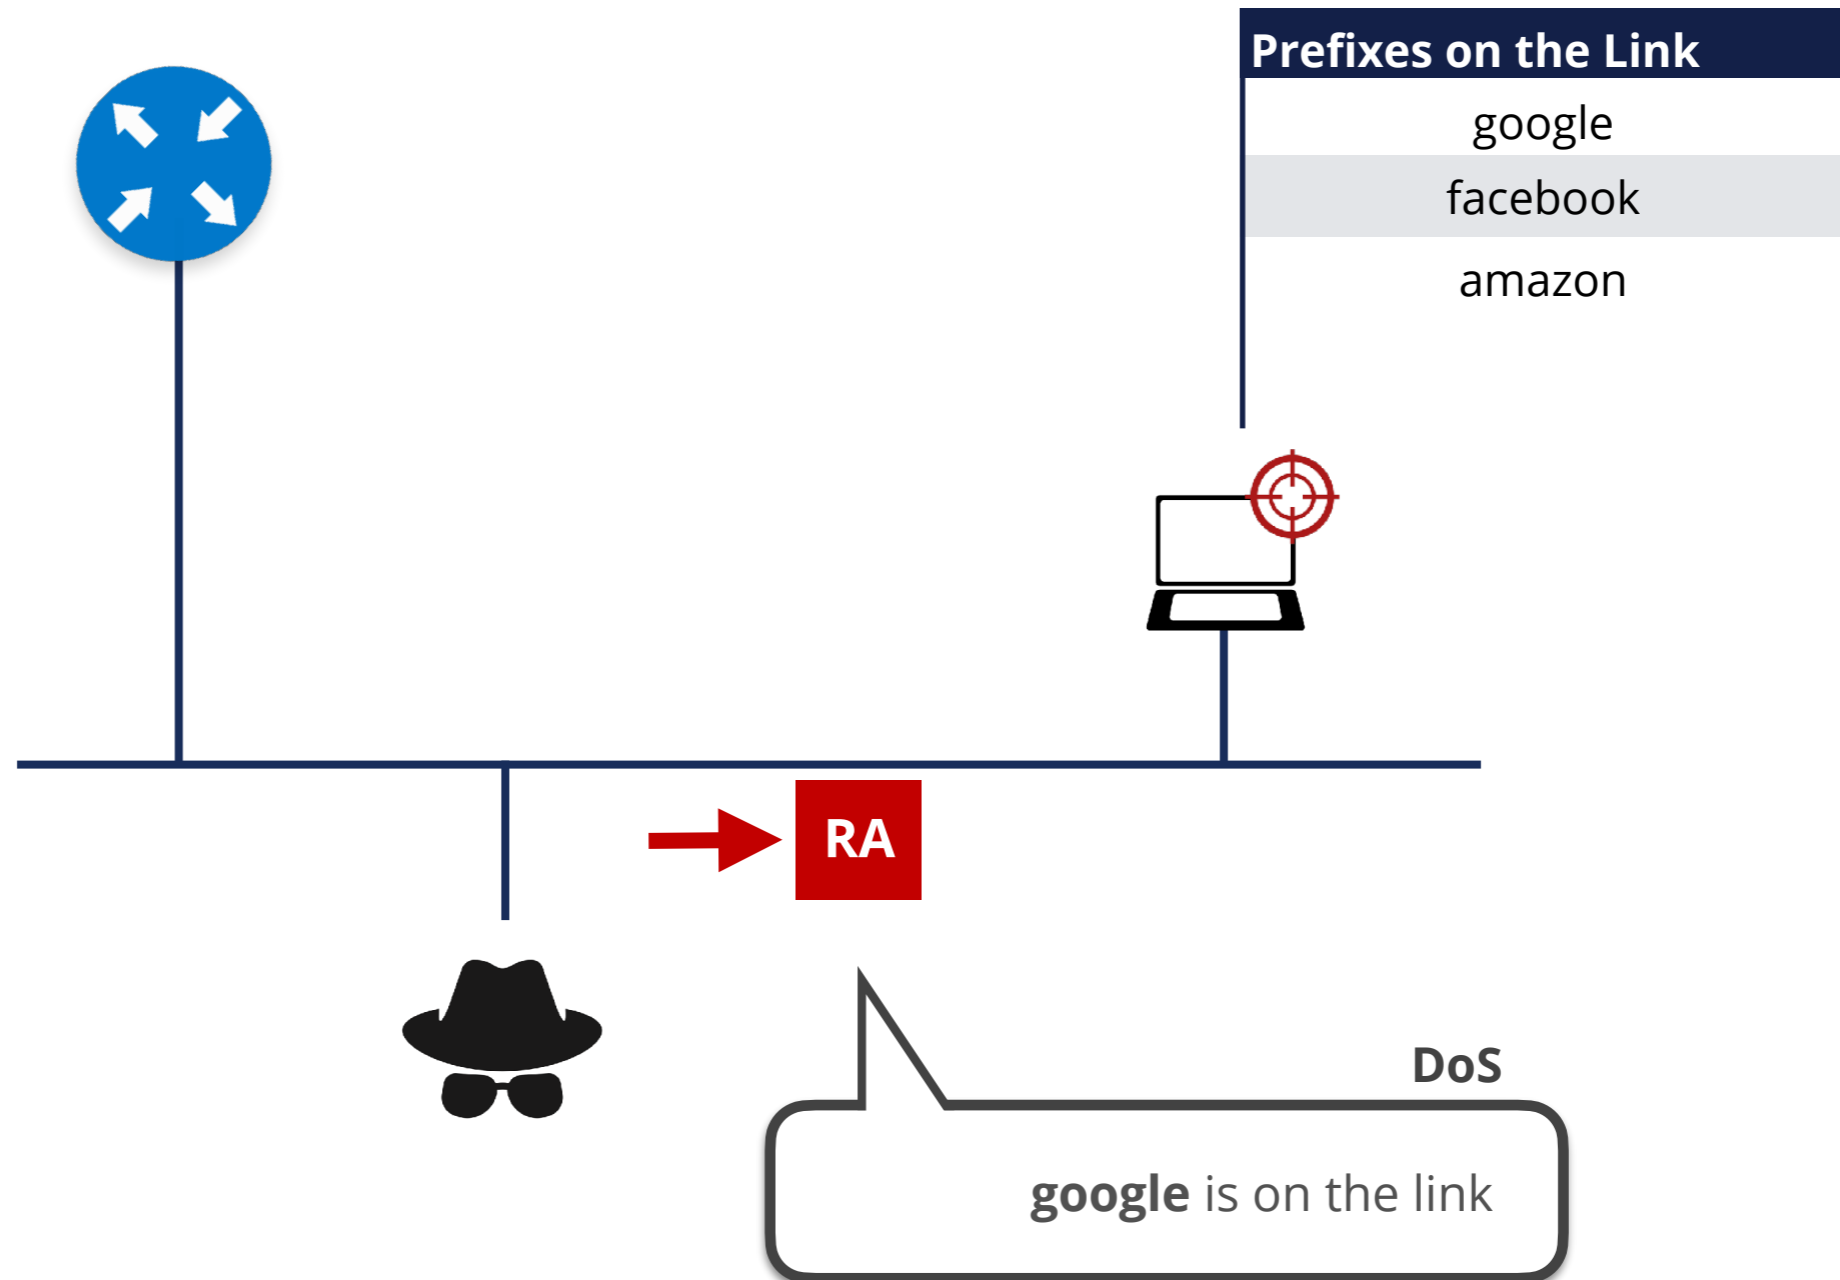 Prefixes on the Link
google
facebook
amazon
RA
DoS
google is on the link